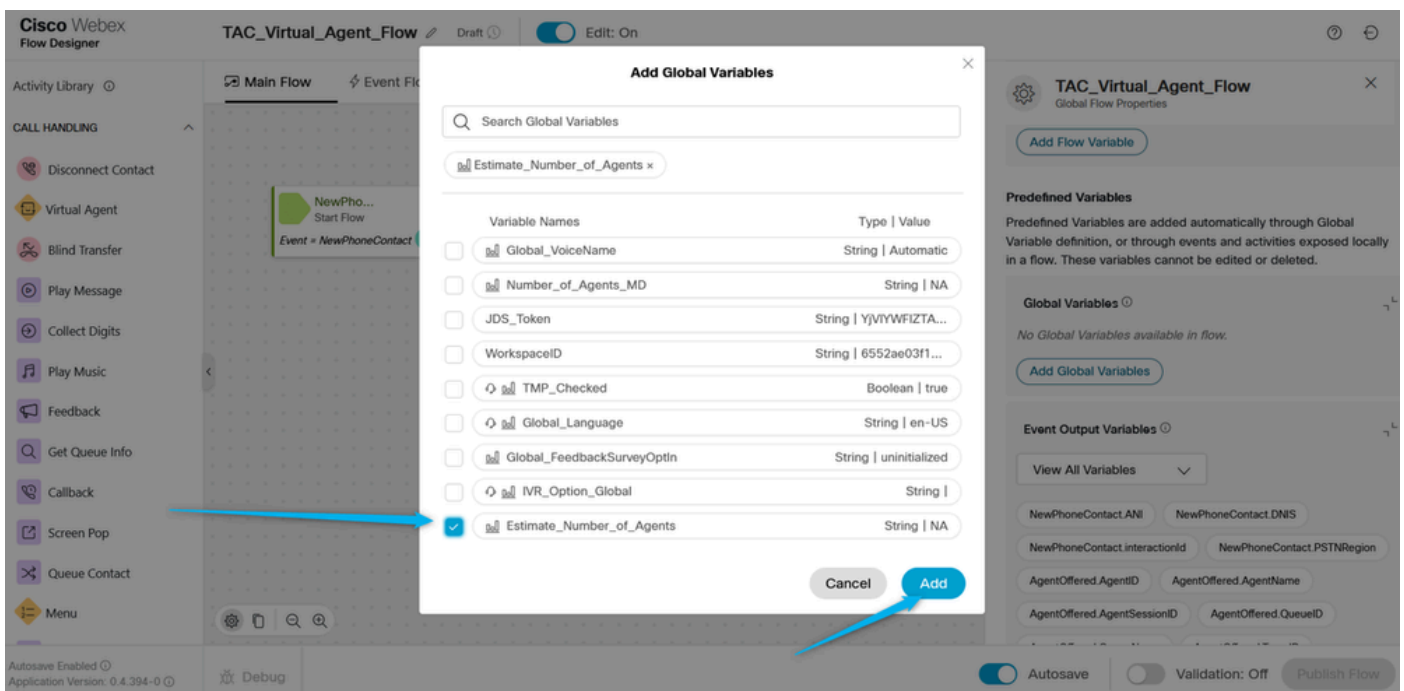 Cisco Webex
Flow Designer
TAC_Virtual_Agent_Flow
Draft
Edit: On
Activity Library
CALL HANDLING
Disconnect Contact
Virtual Agent
Blind Transfer
Play Message
Collect Digits
Play Music
Feedback
Get Queue Info
Callback
Screen Pop
Queue Contact
Menu
Autosave Enabled
Application Version: 0.4.394-0
Main Flow
Event Flo
NewPho...
Start Flow
Event = NewPhoneContact
Debug
Add Global Variables
Search Global Variables
Estimate_Number_of_Agents ×
Variable Names Type | Value
Global_VoiceName String | Automatic
Number_of_Agents_MD String | NA
JDS_Token String | YjVlYWFlZTA...
WorkspaceID String | 6552ae03f1...
TMP_Checked Boolean | true
Global_Language String | en-US
Global_FeedbackSurveyOptIn String | uninitialized
IVR_Option_Global String |
Estimate_Number_of_Agents String | NA
Cancel Add
TAC_Virtual_Agent_Flow
Global Flow Properties
Add Flow Variable
Predefined Variables
Predefined Variables are added automatically through Global
Variable definition, or through events and activities exposed locally
in a flow. These variables cannot be edited or deleted.
Global Variables
No Global Variables available in flow.
Add Global Variables
Event Output Variables
View All Variables
NewPhoneContact.ANI NewPhoneContact.DNIS
NewPhoneContact.interactionId NewPhoneContact.PSTNRegion
AgentOffered.AgentID AgentOffered.AgentName
AgentOffered.AgentSessionID AgentOffered.QueueID
Autosave Validation: Off Publish Flow